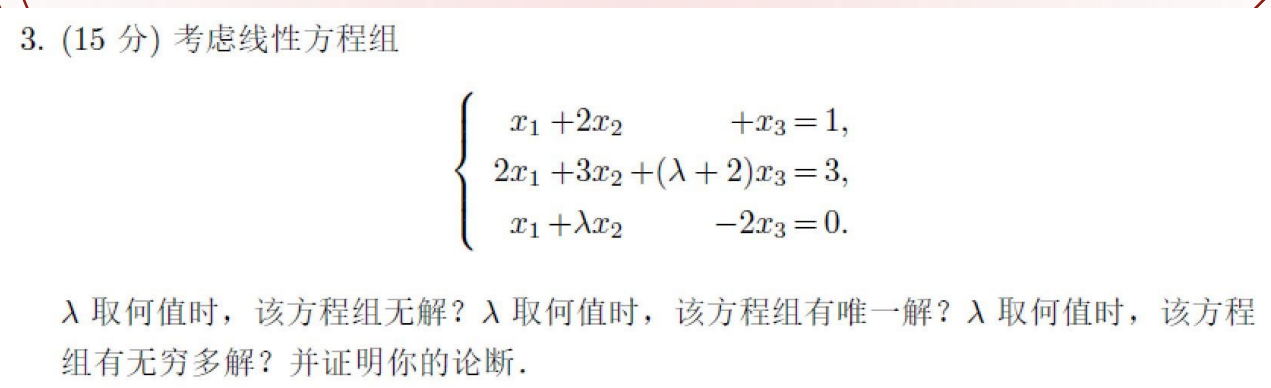 3. (15 分) 考虑线性方程组
x₁ +2x₂ +x₃ = 1,
2x₁ +3x₂ +(λ + 2)x₃ = 3,
x₁ +λx₂ −2x₃ = 0.
λ 取何值时，该方程组无解？λ 取何值时，该方程组有唯一解？λ 取何值时，该方程
组有无穷多解？并证明你的论断．